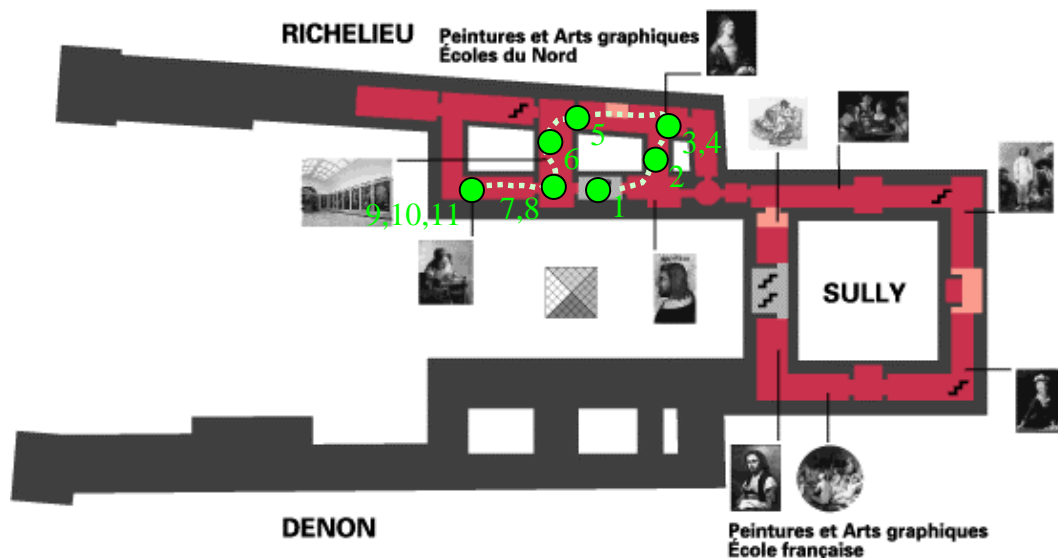 RICHELIEU
Peintures et Arts graphiques
Écoles du Nord
5
3,4
6
2
9,10,11
7,8
1
SULLY
DENON
Peintures et Arts graphiques
École française